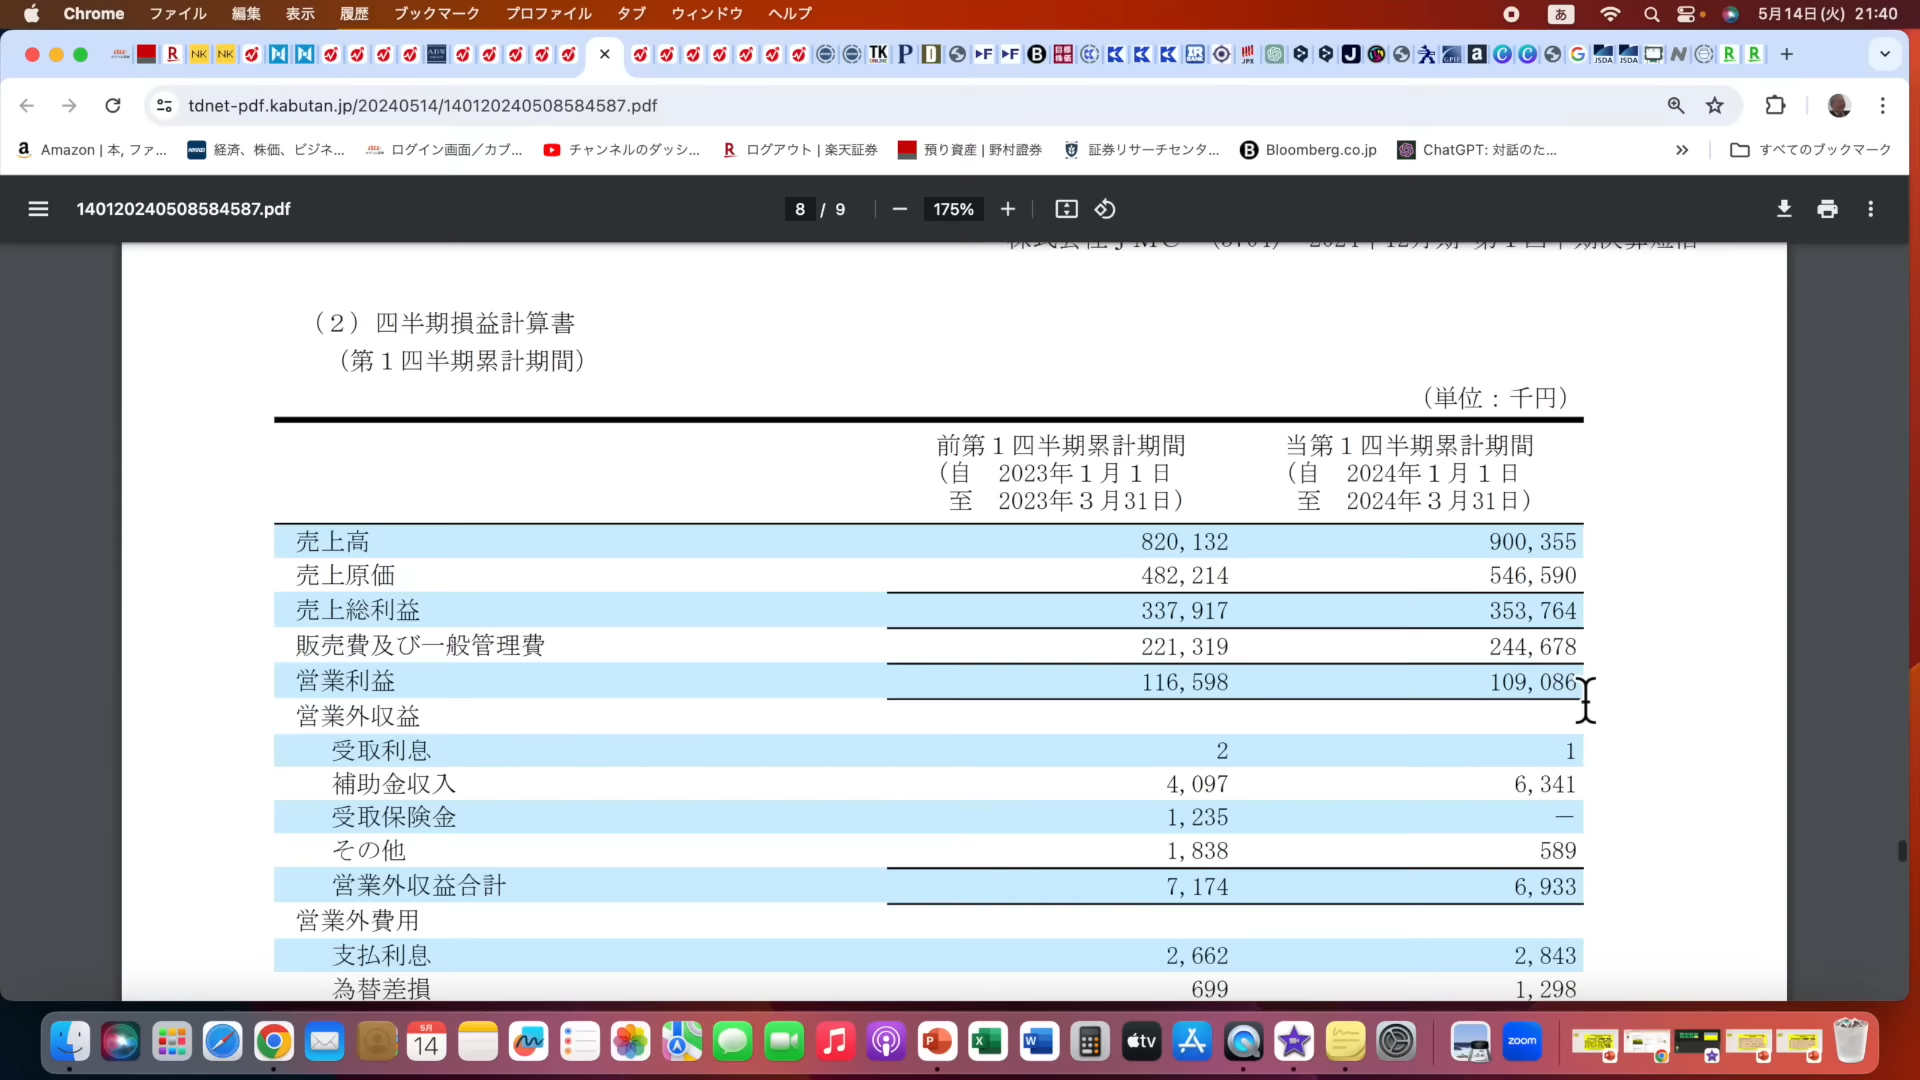 Chrome ファイル 編集 表示 履歴 ブックマーク プロファイル タブ ウィンドウ ヘルプ あ 5月14日(火) 21:40
tdnet-pdf.kabutan.jp/20240514/140120240508584587.pdf
Amazon | 本, ファ... 経済、株価、ビジネ... ログイン画面／カブ... チャンネルのダッシ... ログアウト | 楽天証券 預り資産 | 野村證券 証券リサーチセンタ... Bloomberg.co.jp ChatGPT: 対話のた... » すべてのブックマーク
140120240508584587.pdf 8 / 9 175%
（２）四半期損益計算書
（第１四半期累計期間）
（単位：千円）
前第１四半期累計期間 当第１四半期累計期間
（自 2023年１月１日 （自 2024年１月１日
至 2023年３月31日） 至 2024年３月31日）
売上高 820,132 900,355
売上原価 482,214 546,590
売上総利益 337,917 353,764
販売費及び一般管理費 221,319 244,678
営業利益 116,598 109,086
営業外収益
受取利息 2 1
補助金収入 4,097 6,341
受取保険金 1,235 －
その他 1,838 589
営業外収益合計 7,174 6,933
営業外費用
支払利息 2,662 2,843
為替差損 699 1,298
5月
14
tv
zoom